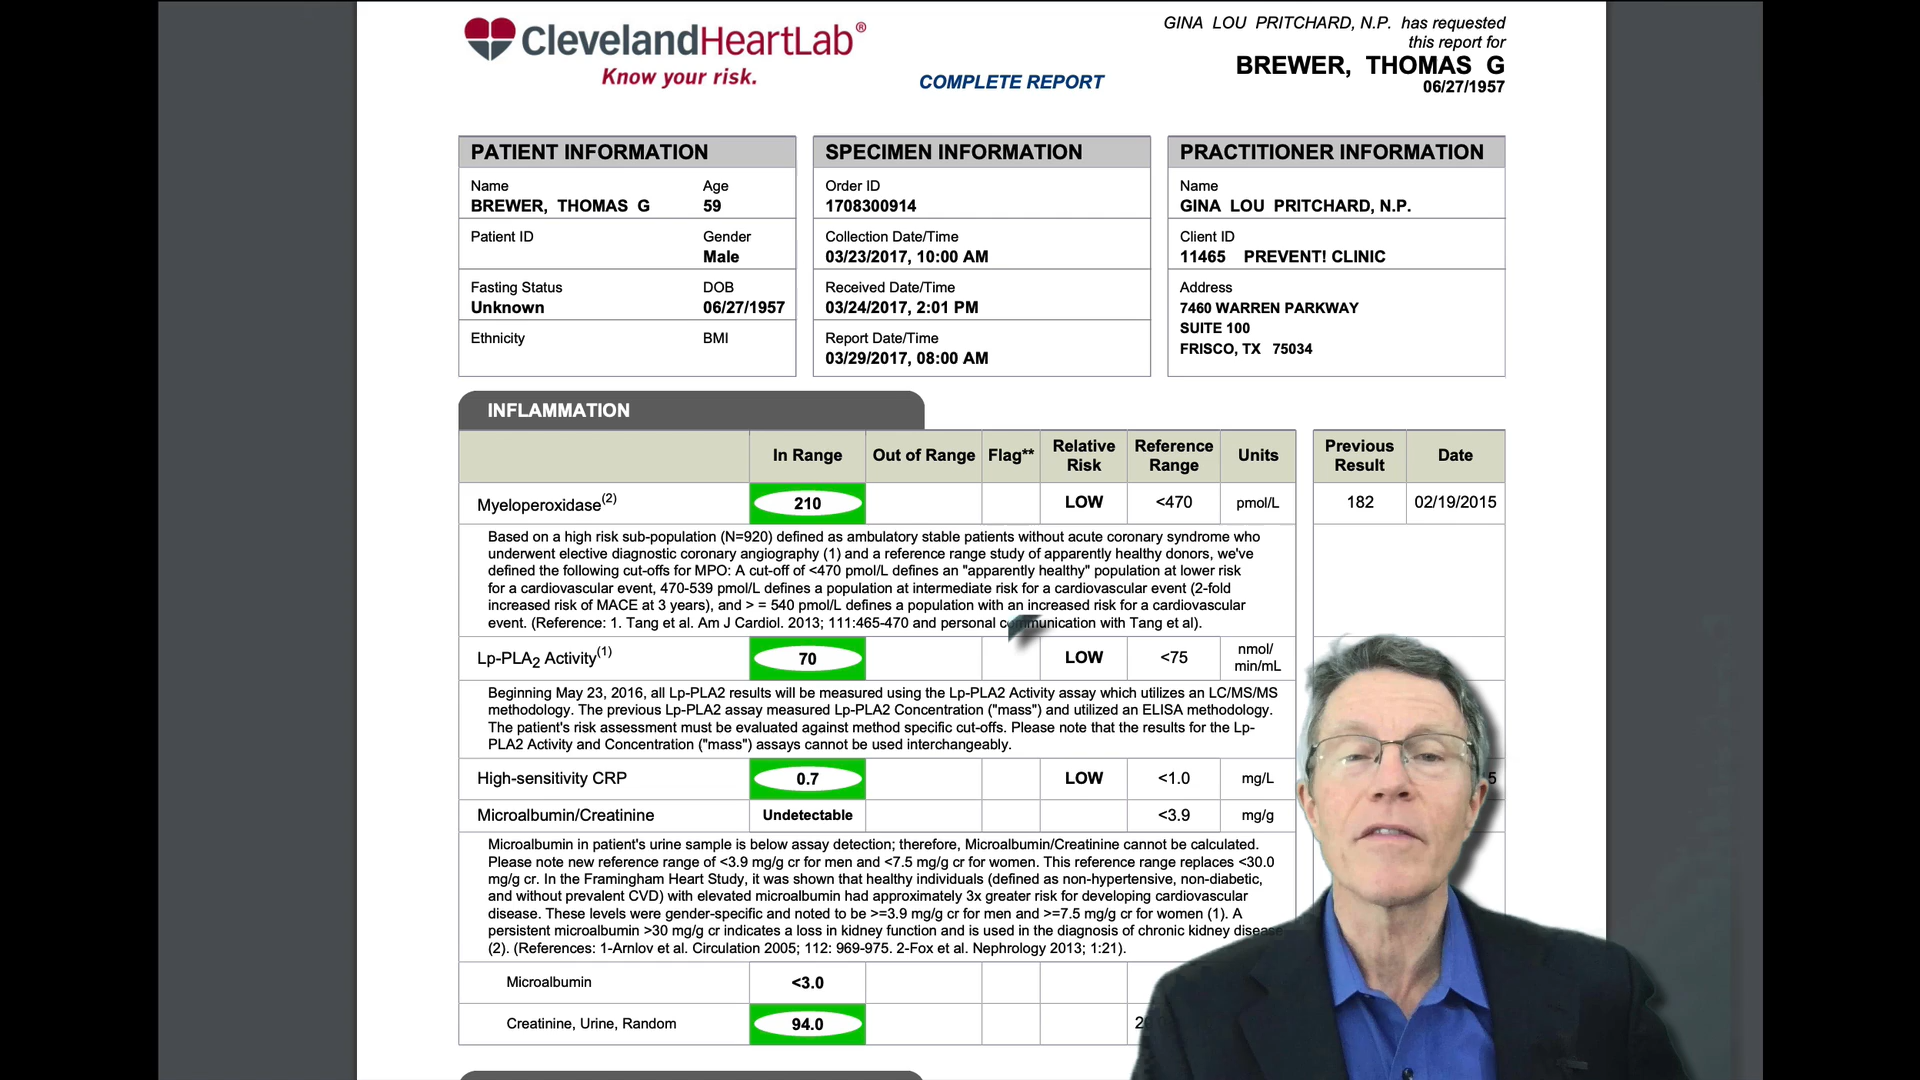 ClevelandHeartLab®
Know your risk.
COMPLETE REPORT
GINA LOU PRITCHARD, N.P. has requested
this report for
BREWER, THOMAS G
06/27/1957
PATIENT INFORMATION
Name Age
BREWER, THOMAS G 59
Patient ID Gender
Male
Fasting Status DOB
Unknown 06/27/1957
Ethnicity BMI
SPECIMEN INFORMATION
Order ID
1708300914
Collection Date/Time
03/23/2017, 10:00 AM
Received Date/Time
03/24/2017, 2:01 PM
Report Date/Time
03/29/2017, 08:00 AM
PRACTITIONER INFORMATION
Name
GINA LOU PRITCHARD, N.P.
Client ID
11465 PREVENT! CLINIC
Address
7460 WARREN PARKWAY
SUITE 100
FRISCO, TX 75034
INFLAMMATION
In Range Out of Range Flag** Relative Risk Reference Range Units Previous Result Date
Myeloperoxidase(2) 210 LOW <470 pmol/L 182 02/19/2015
Based on a high risk sub-population (N=920) defined as ambulatory stable patients without acute coronary syndrome who
underwent elective diagnostic coronary angiography (1) and a reference range study of apparently healthy donors, we've
defined the following cut-offs for MPO: A cut-off of <470 pmol/L defines an "apparently healthy" population at lower risk
for a cardiovascular event, 470-539 pmol/L defines a population at intermediate risk for a cardiovascular event (2-fold
increased risk of MACE at 3 years), and > = 540 pmol/L defines a population with an increased risk for a cardiovascular
event. (Reference: 1. Tang et al. Am J Cardiol. 2013; 111:465-470 and personal communication with Tang et al).
Lp-PLA2 Activity(1) 70 LOW <75 nmol/ min/mL
Beginning May 23, 2016, all Lp-PLA2 results will be measured using the Lp-PLA2 Activity assay which utilizes an LC/MS/MS
methodology. The previous Lp-PLA2 assay measured Lp-PLA2 Concentration ("mass") and utilized an ELISA methodology.
The patient's risk assessment must be evaluated against method specific cut-offs. Please note that the results for the Lp-
PLA2 Activity and Concentration ("mass") assays cannot be used interchangeably.
High-sensitivity CRP 0.7 LOW <1.0 mg/L 5
Microalbumin/Creatinine Undetectable <3.9 mg/g
Microalbumin in patient's urine sample is below assay detection; therefore, Microalbumin/Creatinine cannot be calculated.
Please note new reference range of <3.9 mg/g cr for men and <7.5 mg/g cr for women. This reference range replaces <30.0
mg/g cr. In the Framingham Heart Study, it was shown that healthy individuals (defined as non-hypertensive, non-diabetic,
and without prevalent CVD) with elevated microalbumin had approximately 3x greater risk for developing cardiovascular
disease. These levels were gender-specific and noted to be >=3.9 mg/g cr for men and >=7.5 mg/g cr for women (1). A
persistent microalbumin >30 mg/g cr indicates a loss in kidney function and is used in the diagnosis of chronic kidney disease
(2). (References: 1-Arnlov et al. Circulation 2005; 112: 969-975. 2-Fox et al. Nephrology 2013; 1:21).
Microalbumin <3.0
Creatinine, Urine, Random 94.0